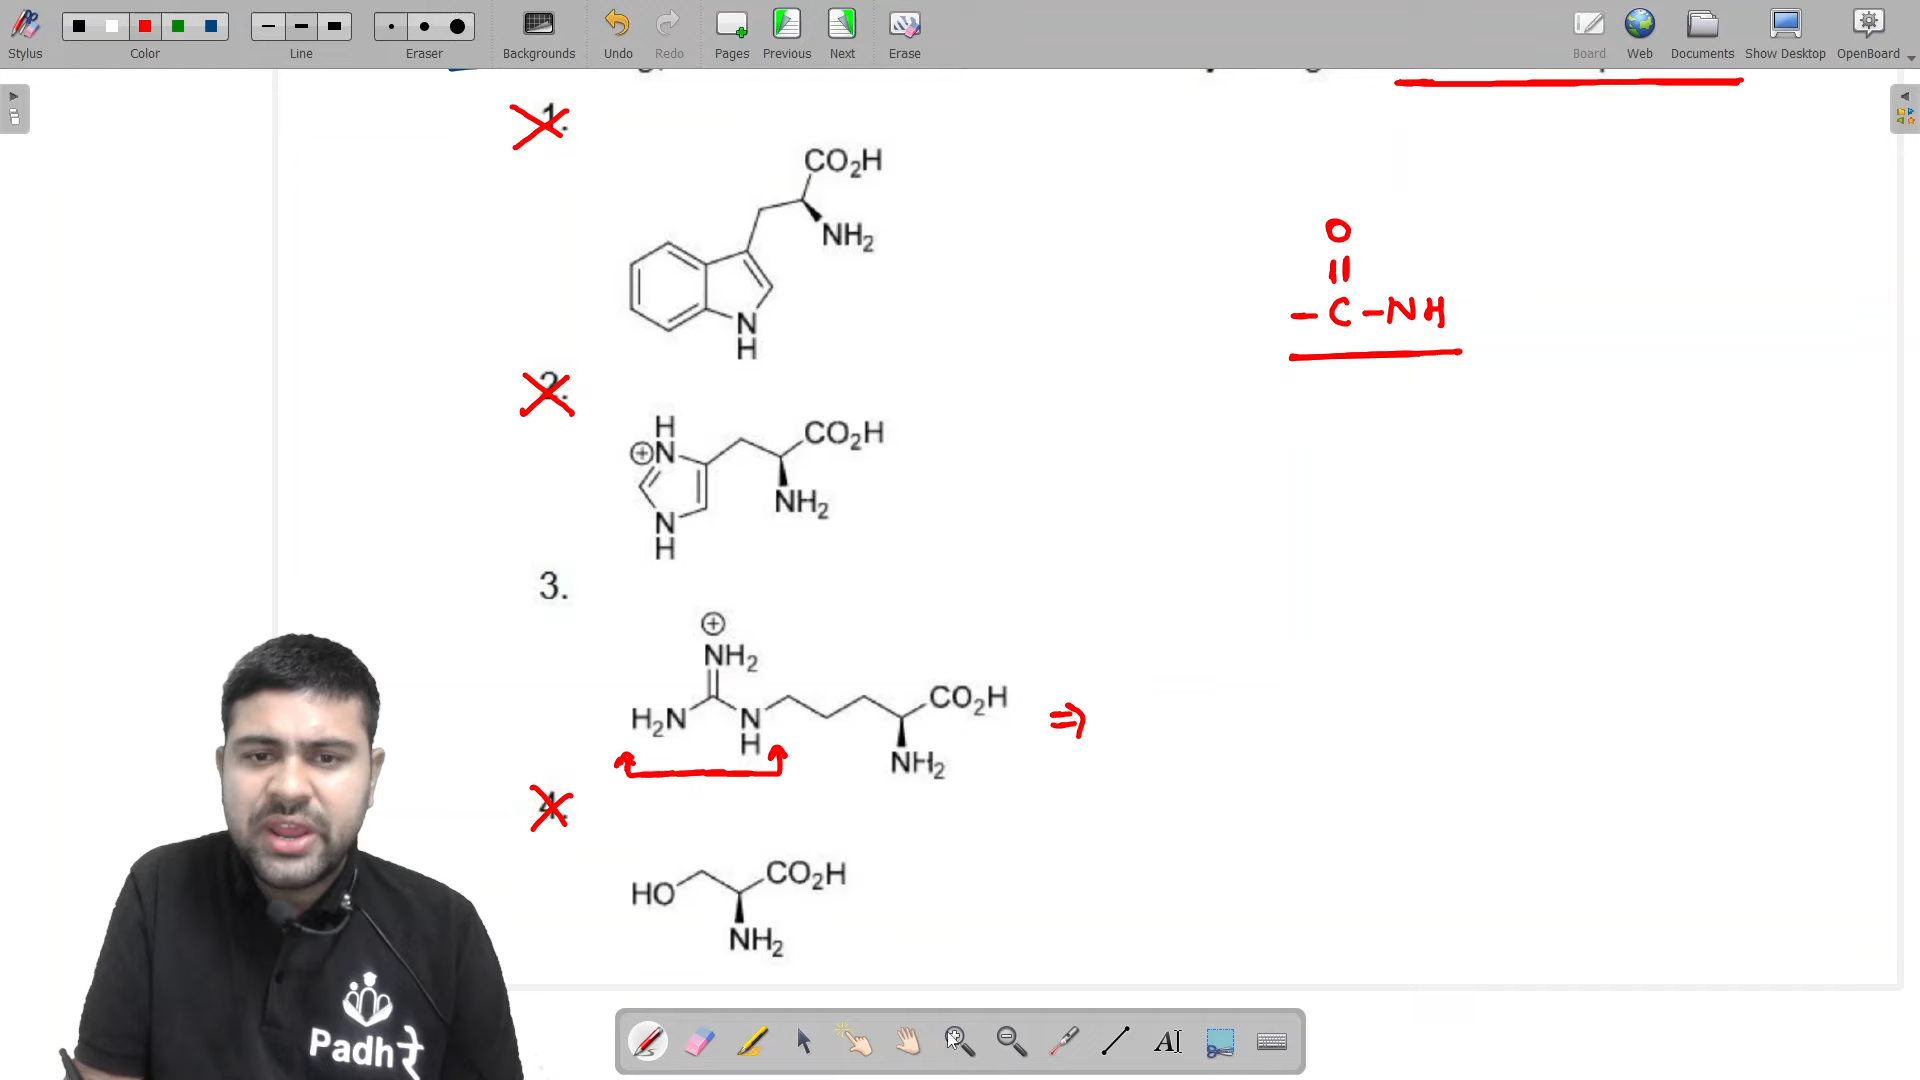 Stylus Color Line Eraser Backgrounds Undo Redo Pages Previous Next Erase Board Web Documents Show Desktop OpenBoard
1.
CO2H
NH2
N
H
O
-C-NH
2.
H
⊕N
CO2H
NH2
N
H
3.
⊕
NH2
H2N
N
H
CO2H
NH2
⇒
4.
HO
CO2H
NH2
Padhरे
A